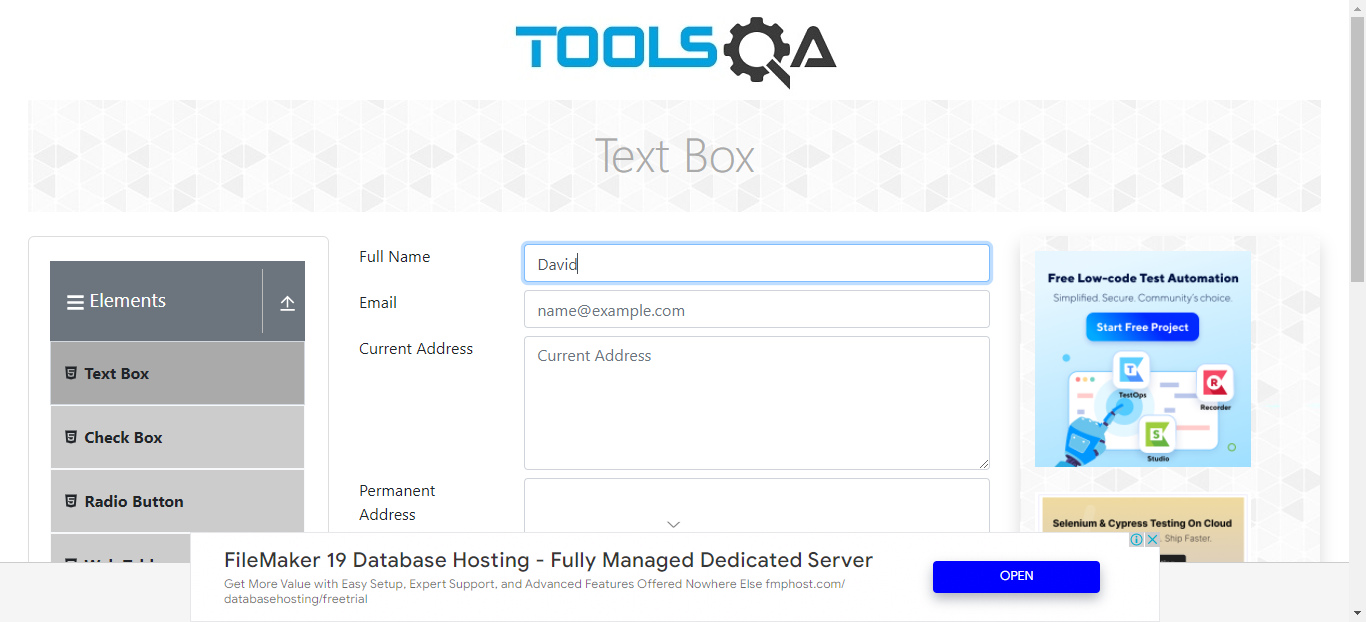 TOOLSQA
Text Box
Elements
Text Box
Check Box
Radio Button
Full Name
David
Email
name@example.com
Current Address
Current Address
Permanent
Address
Free Low-code Test Automation
Simplified. Secure. Community's choice.
Start Free Project
T
TestOps
R
Recorder
S
Studio
Selenium & Cypress Testing On Cloud
. Ship Faster.
FileMaker 19 Database Hosting - Fully Managed Dedicated Server
Get More Value with Easy Setup, Expert Support, and Advanced Features Offered Nowhere Else fmphost.com/
databasehosting/freetrial
OPEN